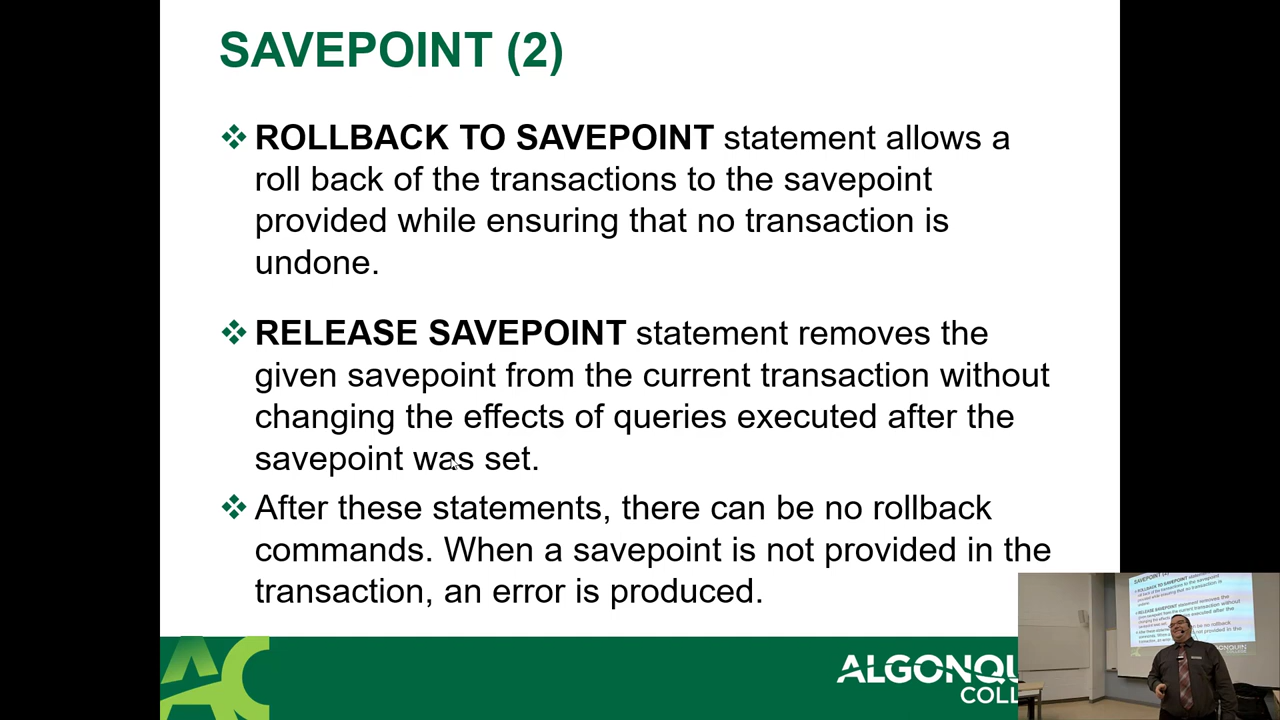 SAVEPOINT (2)
❖ ROLLBACK TO SAVEPOINT statement allows a
roll back of the transactions to the savepoint
provided while ensuring that no transaction is
undone.
❖ RELEASE SAVEPOINT statement removes the
given savepoint from the current transaction without
changing the effects of queries executed after the
savepoint was set.
❖ After these statements, there can be no rollback
commands. When a savepoint is not provided in the
transaction, an error is produced.
AC
ALGONQU
COLL